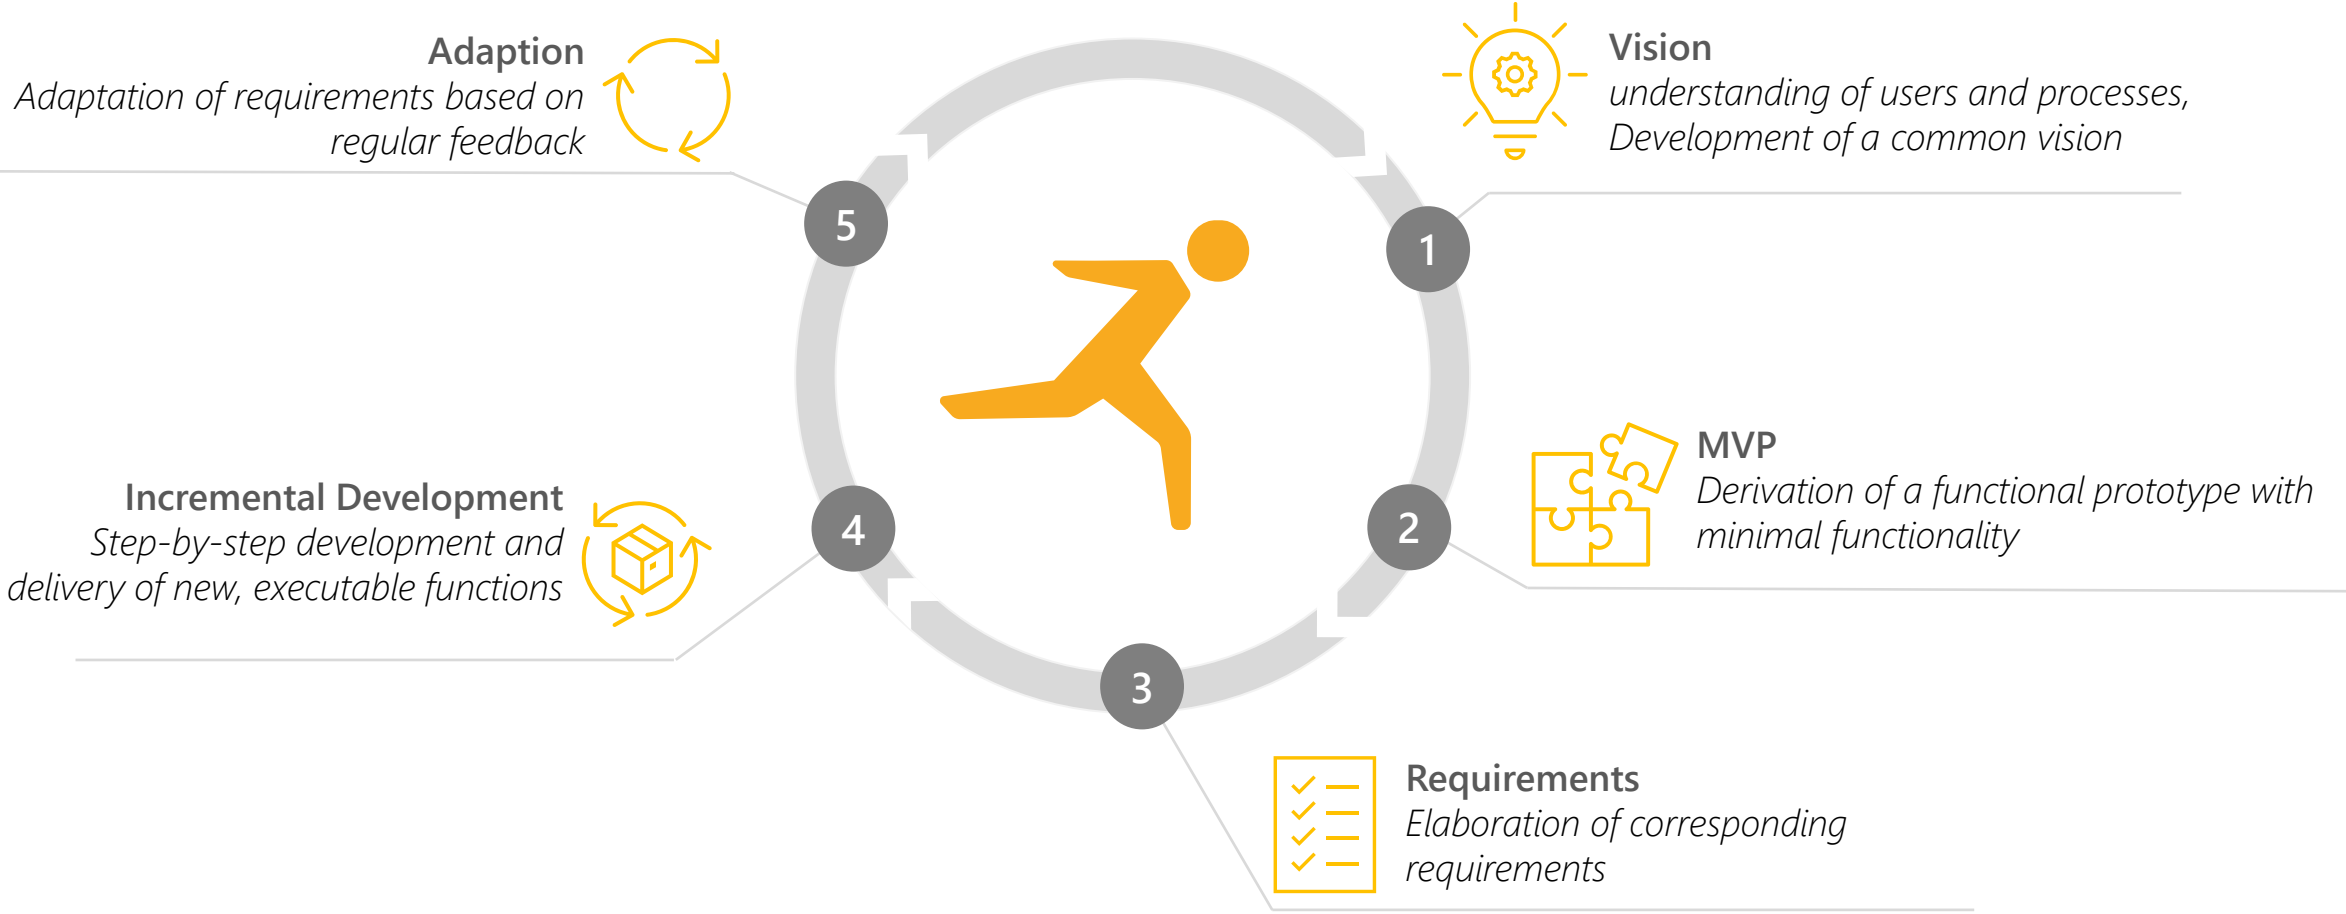 Vision
understanding of users and processes,
Development of a common vision
1
MVP
Derivation of a functional prototype with
minimal functionality
2
Requirements
Elaboration of corresponding
requirements
3
Incremental Development
Step-by-step development and
delivery of new, executable functions
4
Adaption
Adaptation of requirements based on
regular feedback
5